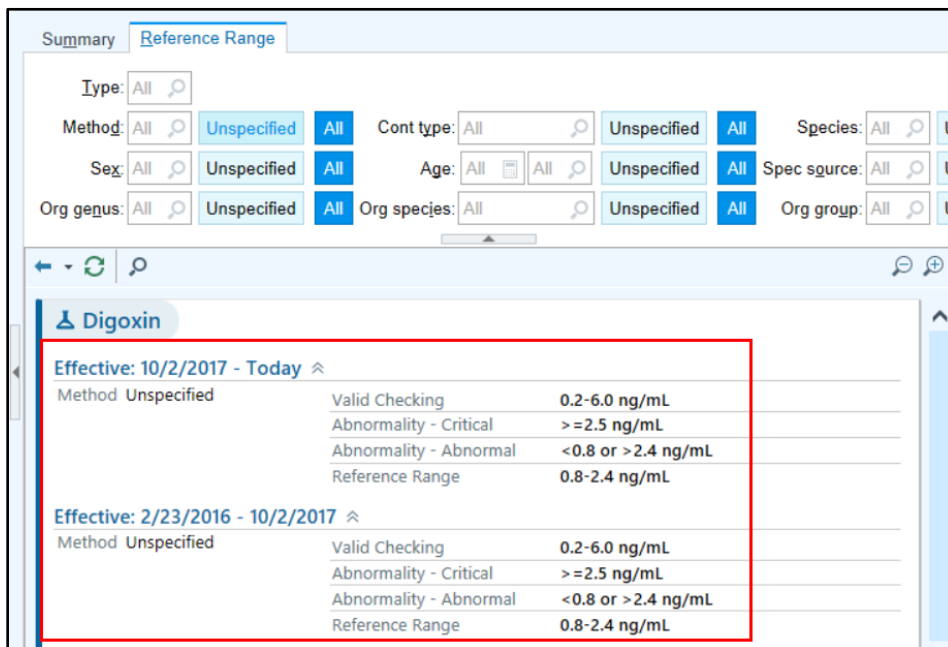 Summary Reference Range
Type: All
Method: All Unspecified All Cont type: All Unspecified All Species: All
Sex: All Unspecified All Age: All All Unspecified All Spec source: All
Org genus: All Unspecified All Org species: All Unspecified All Org group: All
Digoxin
Effective: 10/2/2017 - Today
Method Unspecified Valid Checking 0.2-6.0 ng/mL
Abnormality - Critical >=2.5 ng/mL
Abnormality - Abnormal <0.8 or >2.4 ng/mL
Reference Range 0.8-2.4 ng/mL
Effective: 2/23/2016 - 10/2/2017
Method Unspecified Valid Checking 0.2-6.0 ng/mL
Abnormality - Critical >=2.5 ng/mL
Abnormality - Abnormal <0.8 or >2.4 ng/mL
Reference Range 0.8-2.4 ng/mL